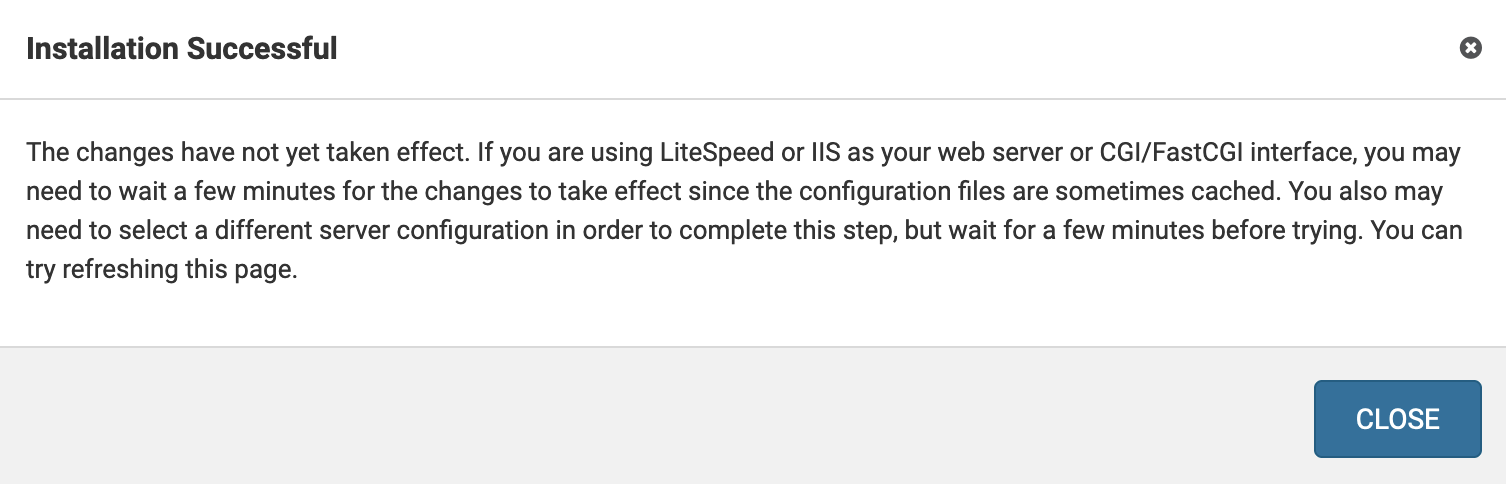 Installation Successful
The changes have not yet taken effect. If you are using LiteSpeed or IIS as your web server or CGI/FastCGI interface, you may
need to wait a few minutes for the changes to take effect since the configuration files are sometimes cached. You also may
need to select a different server configuration in order to complete this step, but wait for a few minutes before trying. You can
try refreshing this page.
CLOSE